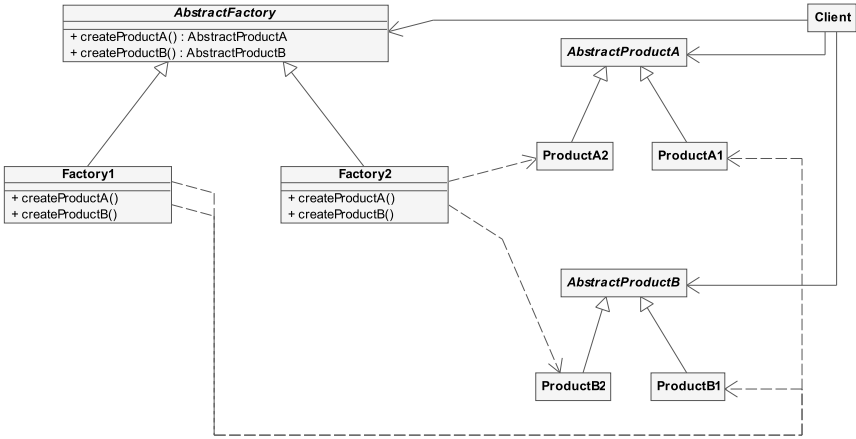 AbstractFactory
+ createProductA() : AbstractProductA
+ createProductB() : AbstractProductB
Client
AbstractProductA
ProductA2
ProductA1
Factory1
+ createProductA()
+ createProductB()
Factory2
+ createProductA()
+ createProductB()
AbstractProductB
ProductB2
ProductB1